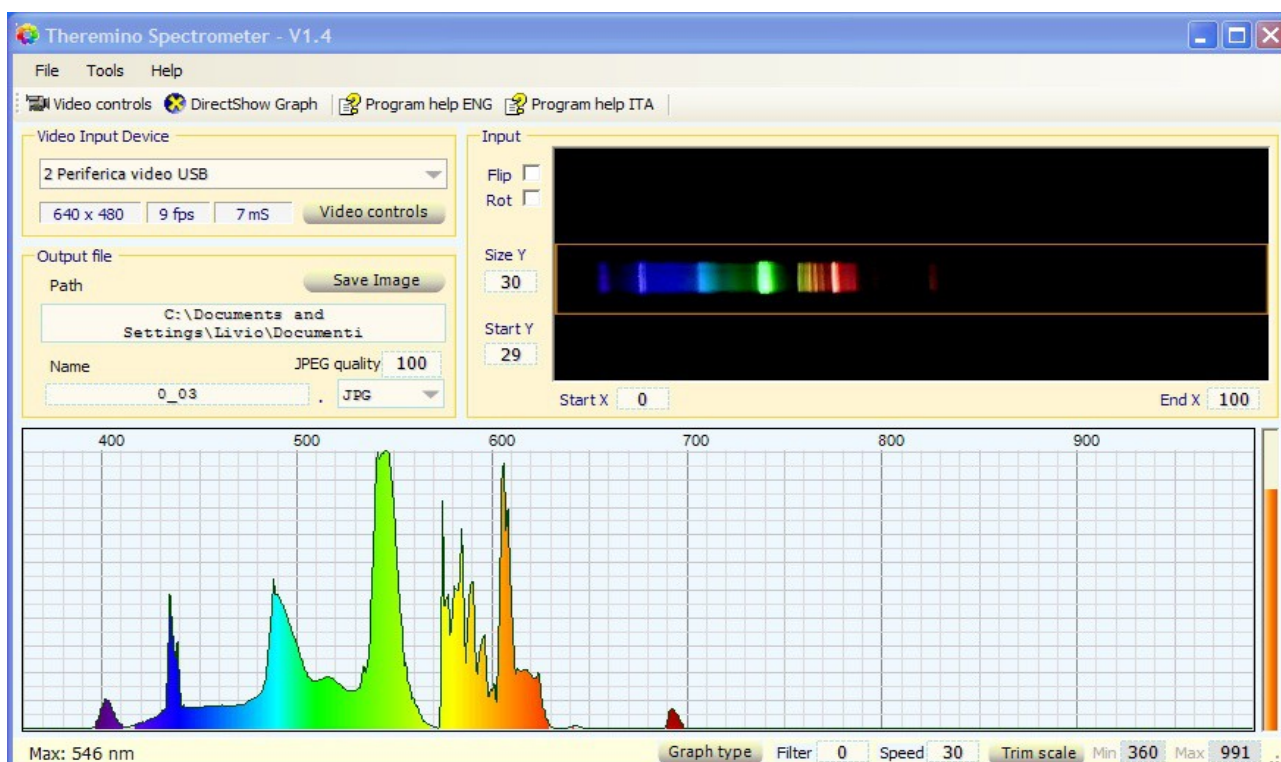 Theremino Spectrometer - V1.4
File Tools Help
Video controls DirectShow Graph Program help ENG Program help ITA
Video Input Device
2 Periferica video USB
640 x 480 9 fps 7 mS Video controls
Output file
Path Save Image
C:\Documents and
Settings\Livio\Documenti
Name JPEG quality 100
0_03 . JPG
Input
Flip
Rot
Size Y
30
Start Y
29
Start X 0 End X 100
400 500 600 700 800 900
Max: 546 nm Graph type Filter 0 Speed 30 Trim scale Min 360 Max 991